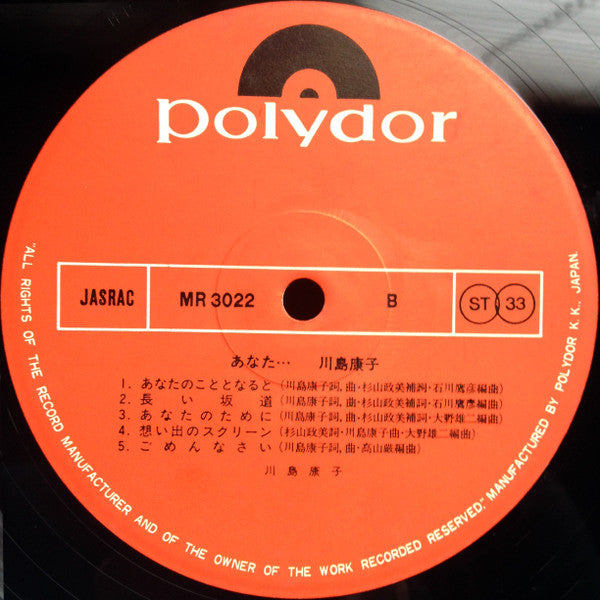 polydor
JASRAC MR 3022 B ST 33
あなた… 川島康子
1. あなたのこととなると (川島康子詞, 曲・杉山政美補詞・石川鷹彦編曲)
2. 長い坂道 (川島康子詞, 曲・杉山政美補詞・石川鷹彦編曲)
3. あなたのために (川島康子詞, 曲・杉山政美補詞・大野雄二編曲)
4. 想い出のスクリーン (杉山政美詞・川島康子曲・大野雄二編曲)
5. ごめんなさい (川島康子詞, 曲・高山厳編曲)
川島康子
"ALL RIGHTS OF THE RECORD MANUFACTURER AND OF THE OWNER OF THE WORK RECORDED RESERVED," MANUFACTURED BY POLYDOR K.K., JAPAN.